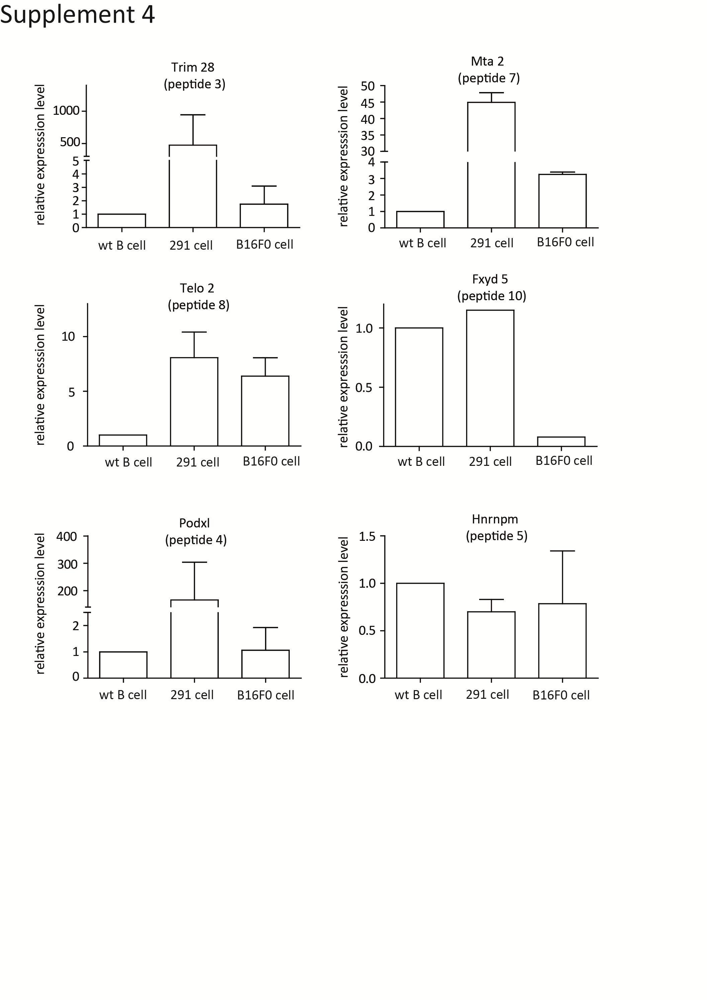 Supplement 4
Trim 28
(peptide 3)
relative expresssion level
1000
500
5
4
3
2
1
0
wt B cell
291 cell
B16F0 cell
Mta 2
(peptide 7)
relative expresssion level
50
45
40
35
30
4
3
2
1
0
wt B cell
291 cell
B16F0 cell
Telo 2
(peptide 8)
relative expresssion level
10
5
0
wt B cell
291 cell
B16F0 cell
Fxyd 5
(peptide 10)
relative expresssion level
1.0
0.5
0.0
wt B cell
291 cell
B16F0 cell
Podxl
(peptide 4)
relative expresssion level
400
300
200
2
1
0
wt B cell
291 cell
B16F0 cell
Hnrnpm
(peptide 5)
relative expresssion level
1.5
1.0
0.5
0.0
wt B cell
291 cell
B16F0 cell